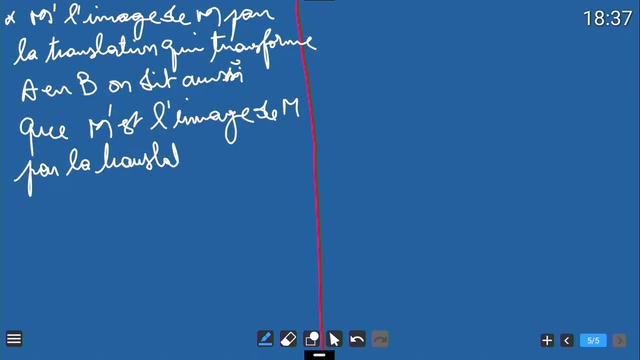 18:37
M' l'image de M par
la translation qui transforme
A en B on dit aussi
que M' est l'image de M
par la translat
5/5